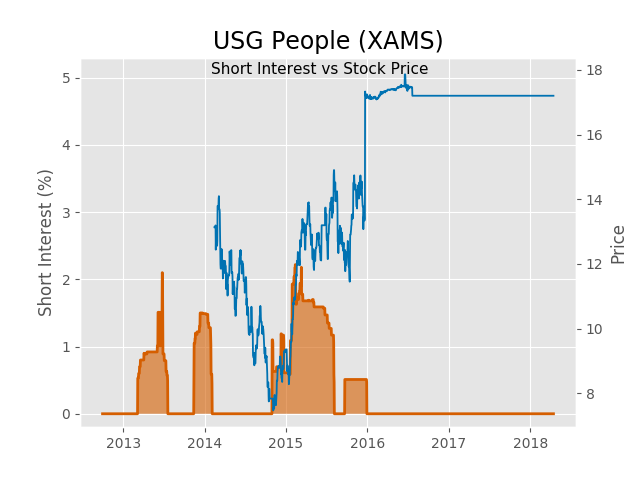 USG People (XAMS)
Short Interest vs Stock Price
Short Interest (%)
5
4
3
2
1
0
18
16
14
12
10
8
Price
2013 2014 2015 2016 2017 2018